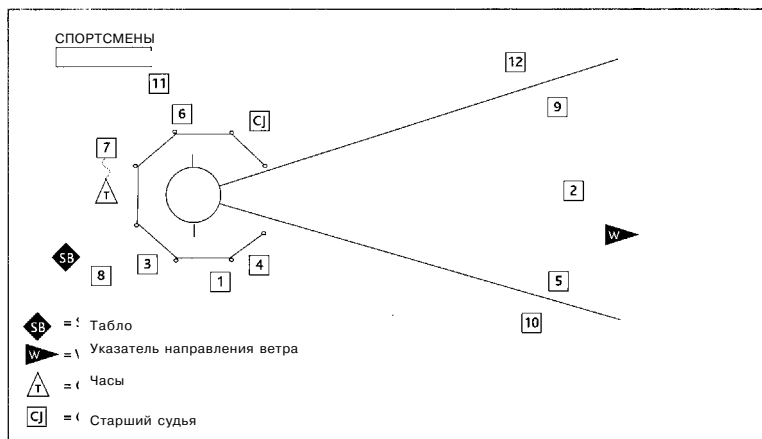 СПОРТСМЕНЫ
12
11
9
6
CJ
7
T
2
W
SB
8
3
1
4
5
10
SB = Табло
W = Указатель направления ветра
T = Часы
CJ = Старший судья